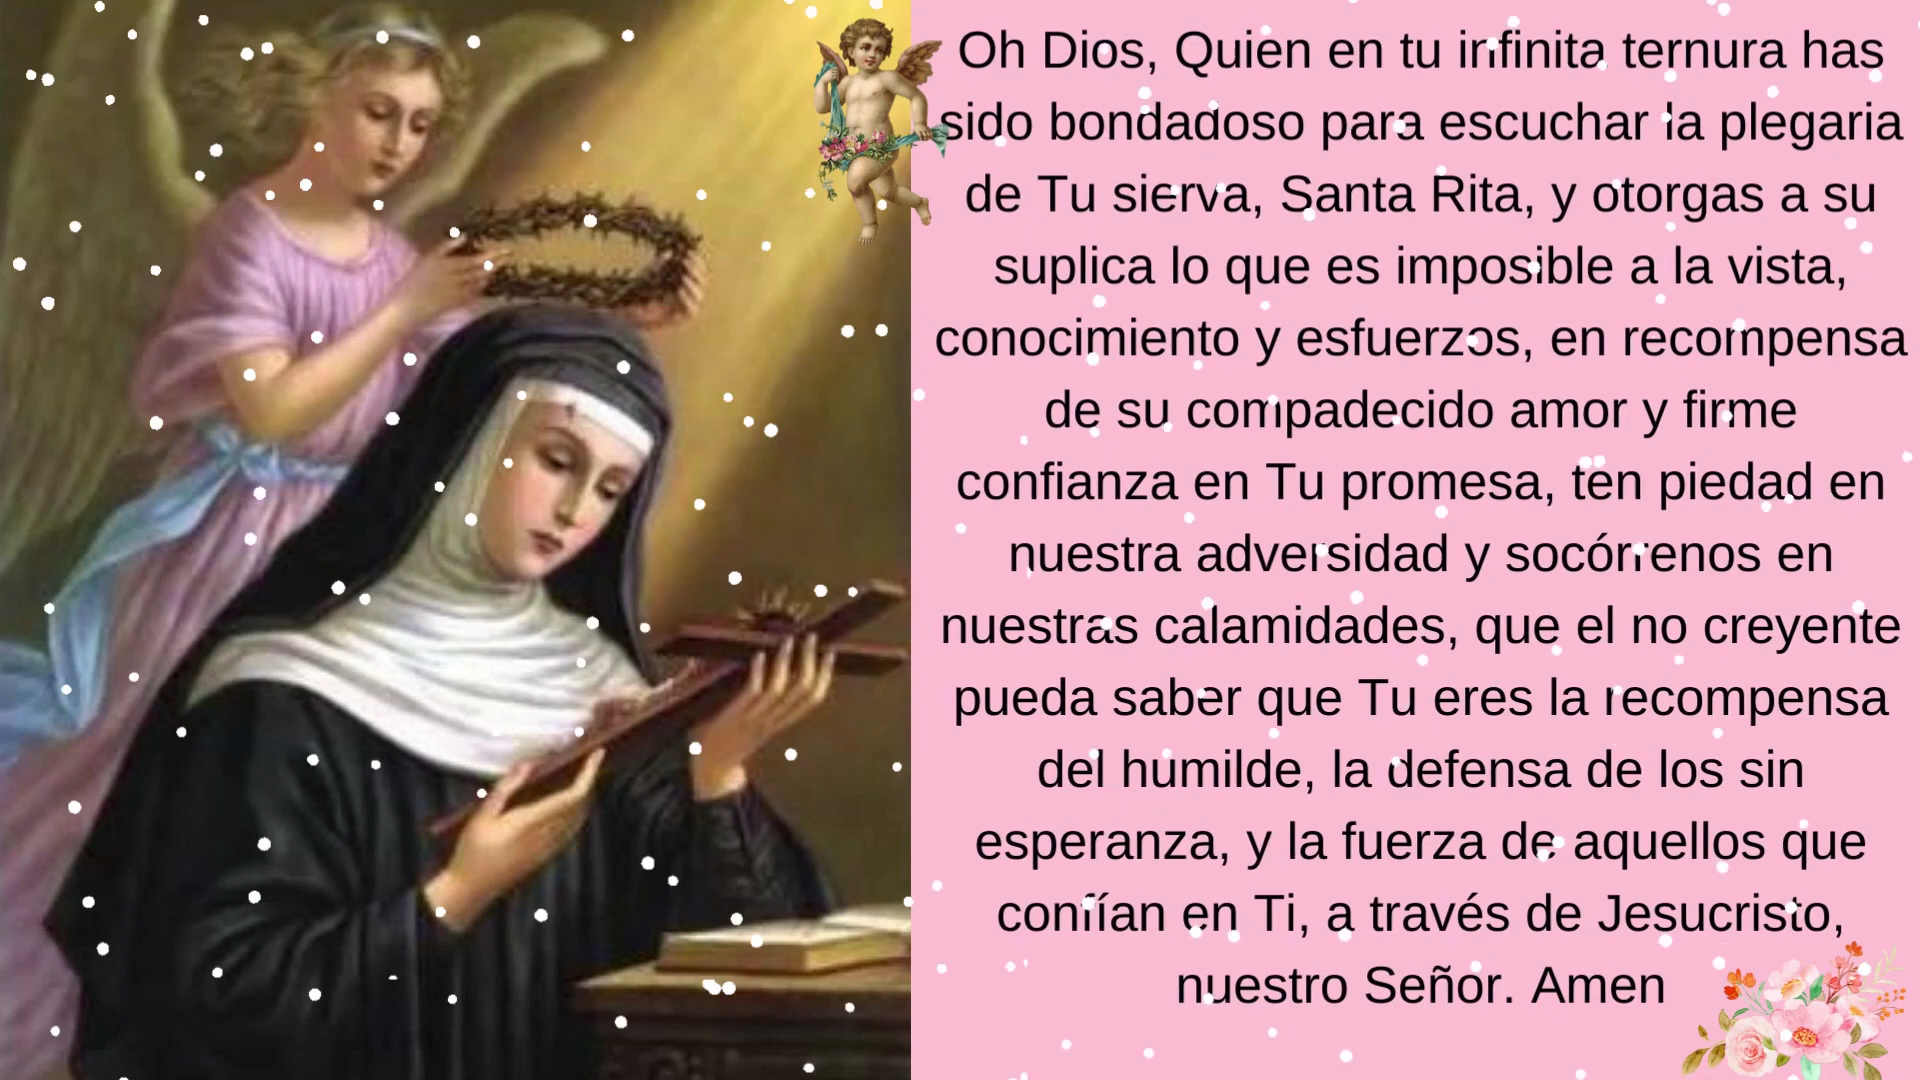 Oh Dios, Quien en tu infinita ternura has
sido bondadoso para escuchar la plegaria
de Tu sierva, Santa Rita, y otorgas a su
suplica lo que es imposible a la vista,
conocimiento y esfuerzos, en recompensa
de su compadecido amor y firme
confianza en Tu promesa, ten piedad en
nuestra adversidad y socórrenos en
nuestras calamidades, que el no creyente
pueda saber que Tu eres la recompensa
del humilde, la defensa de los sin
esperanza, y la fuerza de aquellos que
confían en Ti, a través de Jesucristo,
nuestro Señor. Amen